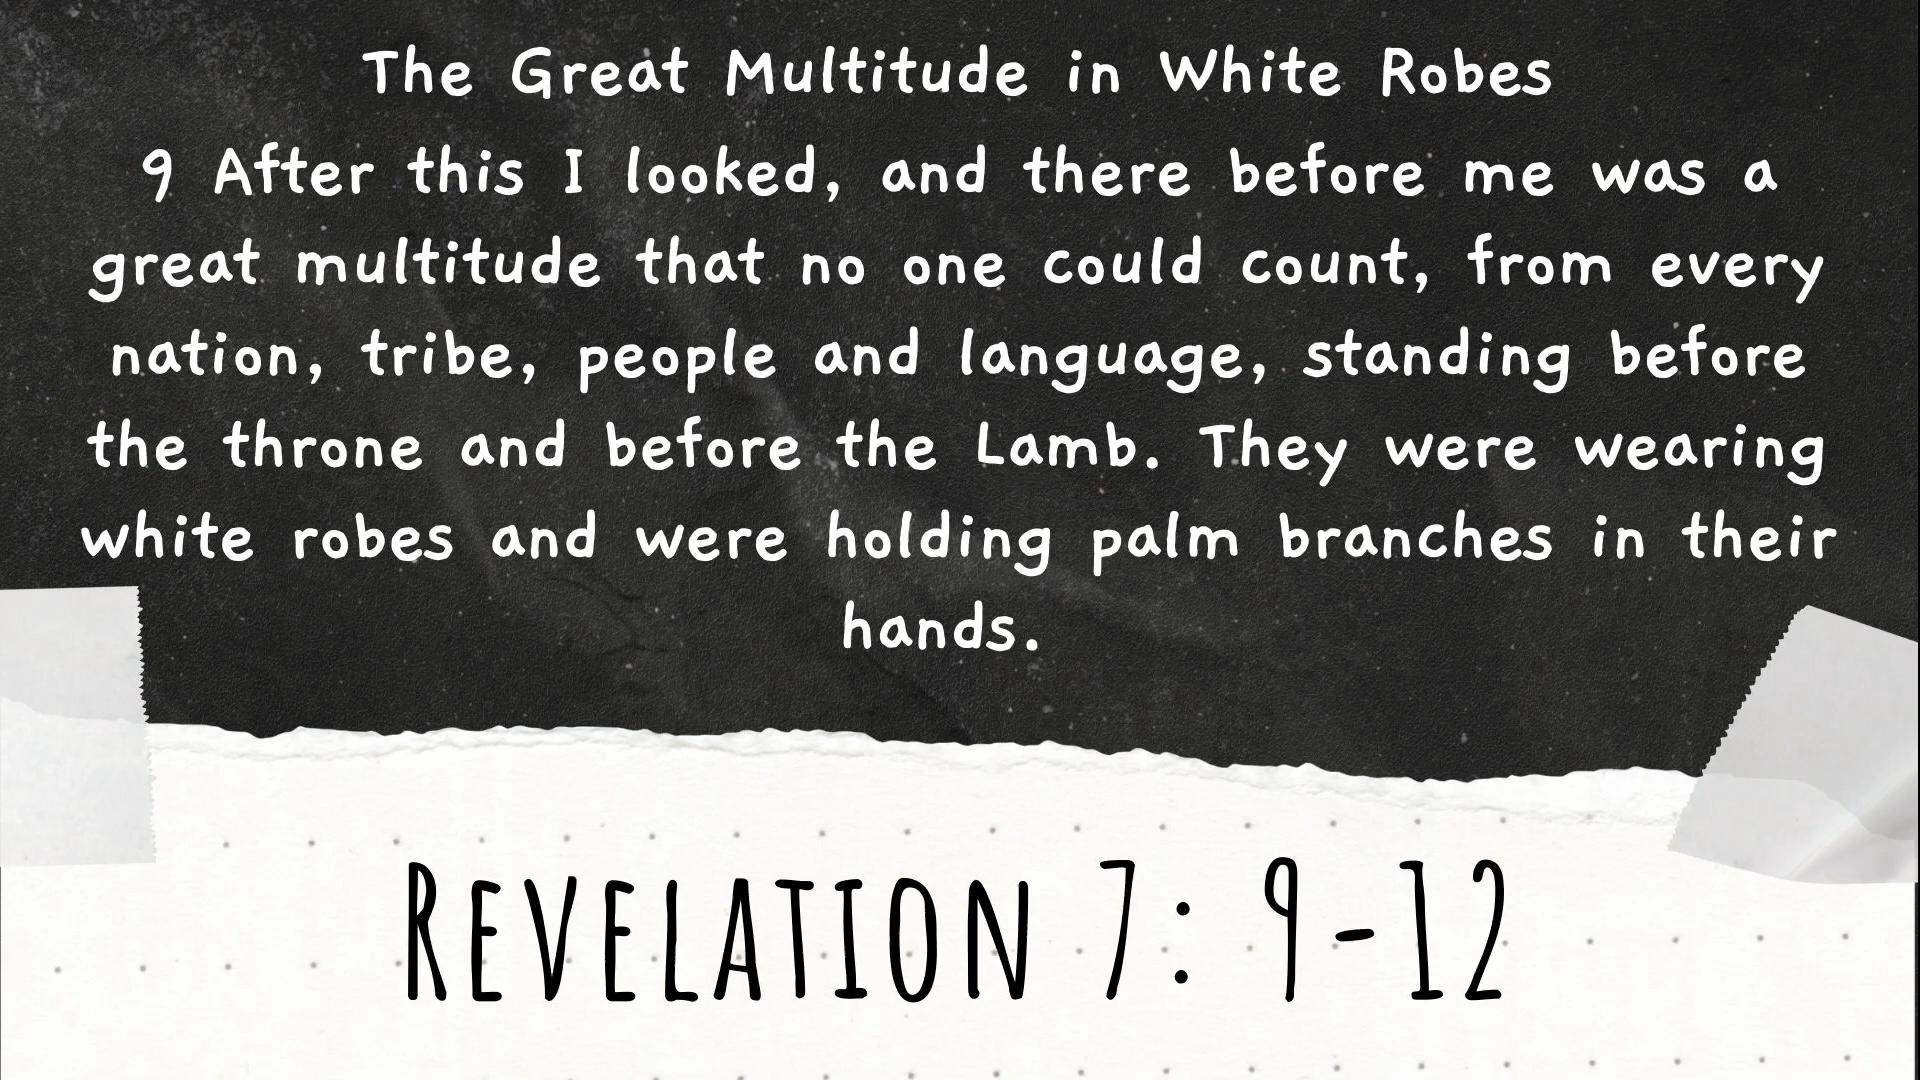 The Great Multitude in White Robes
9 After this I looked, and there before me was a
great multitude that no one could count, from every
nation, tribe, people and language, standing before
the throne and before the Lamb. They were wearing
white robes and were holding palm branches in their
hands.
Revelation 7: 9-12